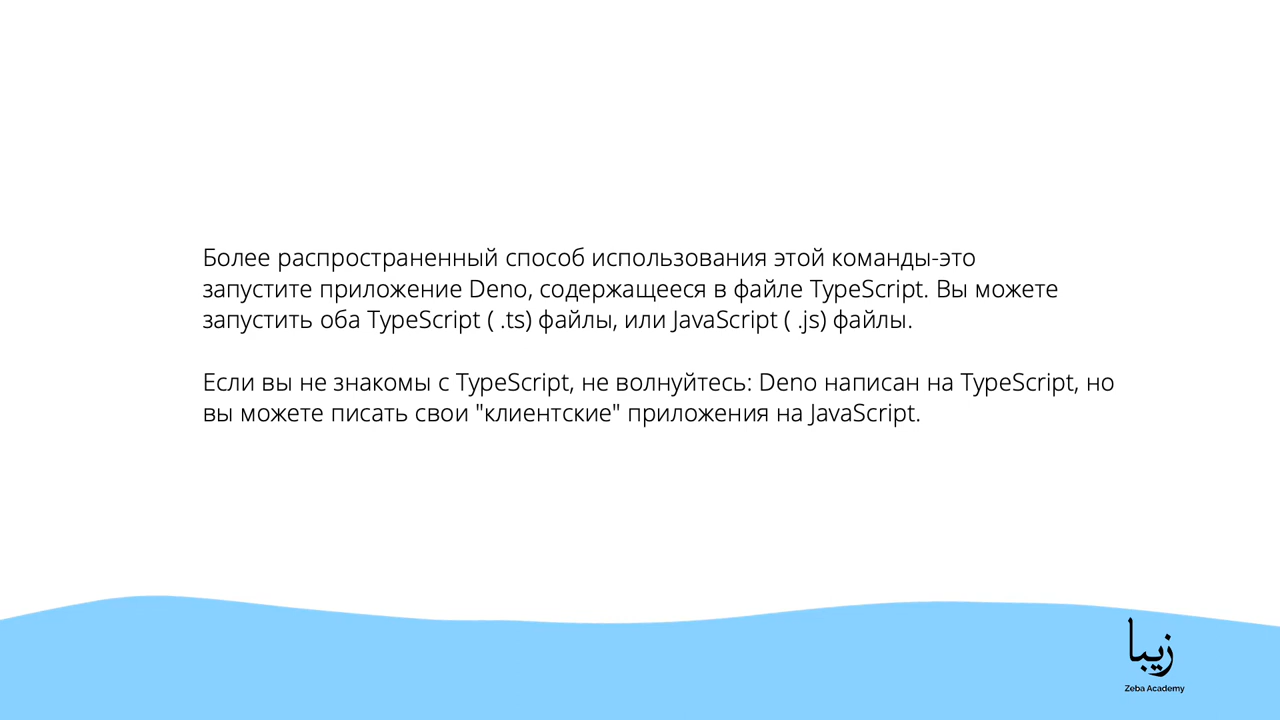 Более распространенный способ использования этой команды-это
запустите приложение Deno, содержащееся в файле TypeScript. Вы можете
запустить оба TypeScript ( .ts) файлы, или JavaScript ( .js) файлы.
Если вы не знакомы с TypeScript, не волнуйтесь: Deno написан на TypeScript, но
вы можете писать свои "клиентские" приложения на JavaScript.
زیبا
Zeba Academy